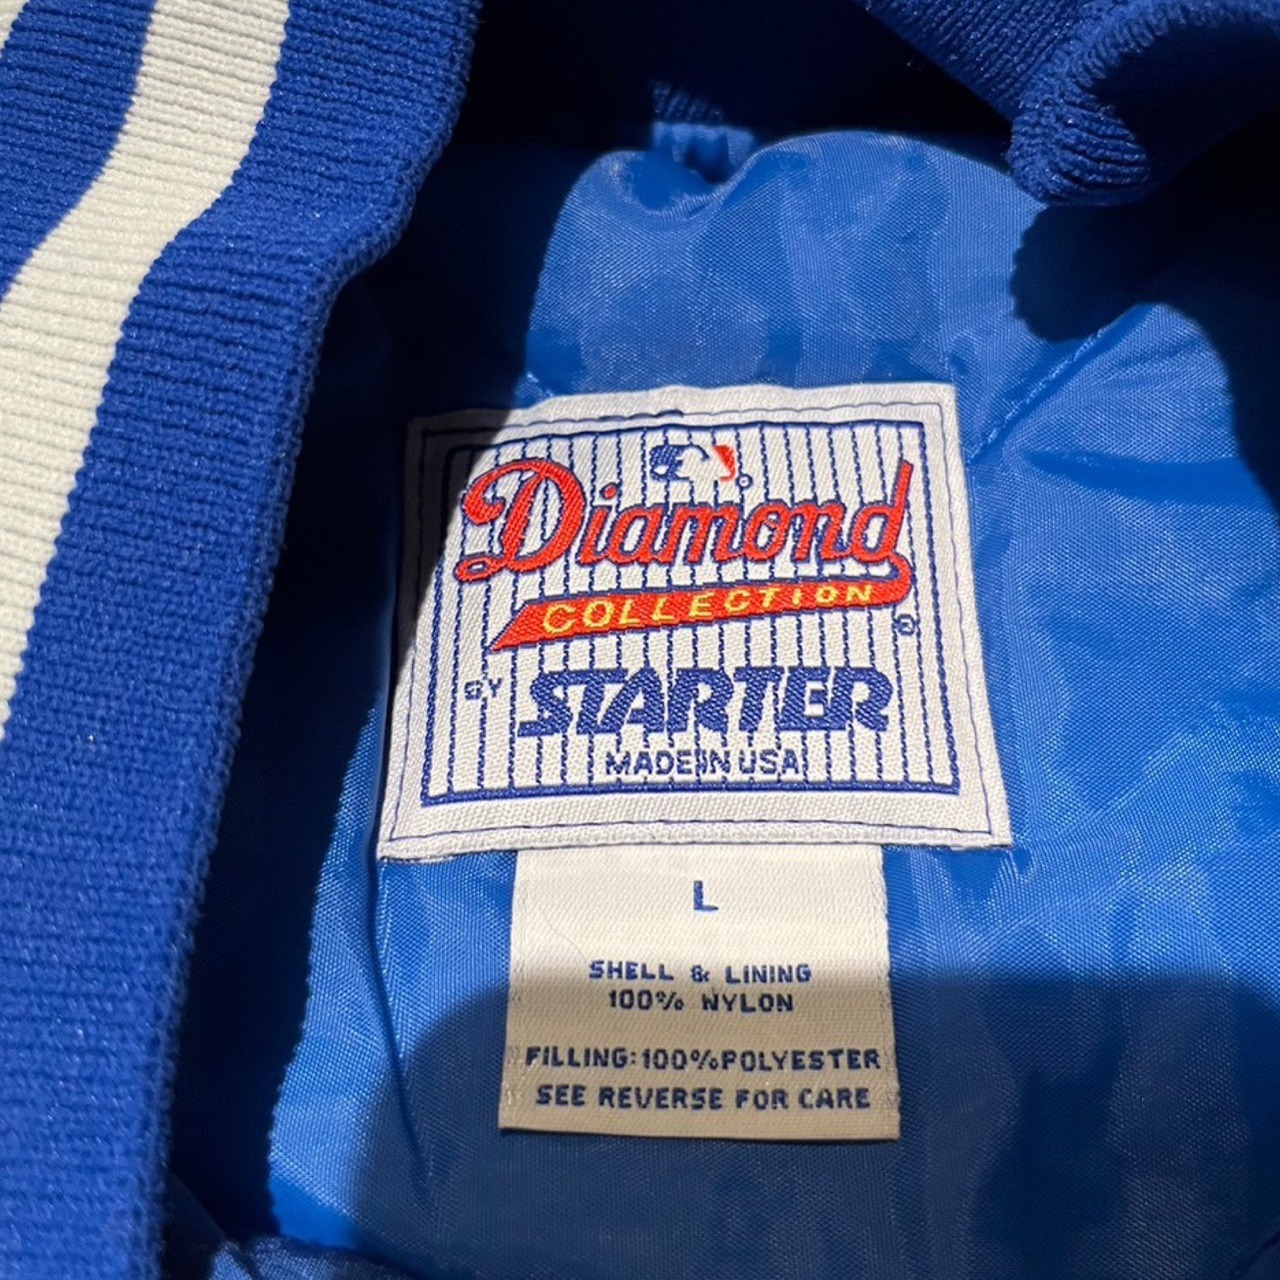 Diamond
COLLECTION
BY STARTER
MADE IN USA
L
SHELL & LINING
100% NYLON
FILLING: 100% POLYESTER
SEE REVERSE FOR CARE